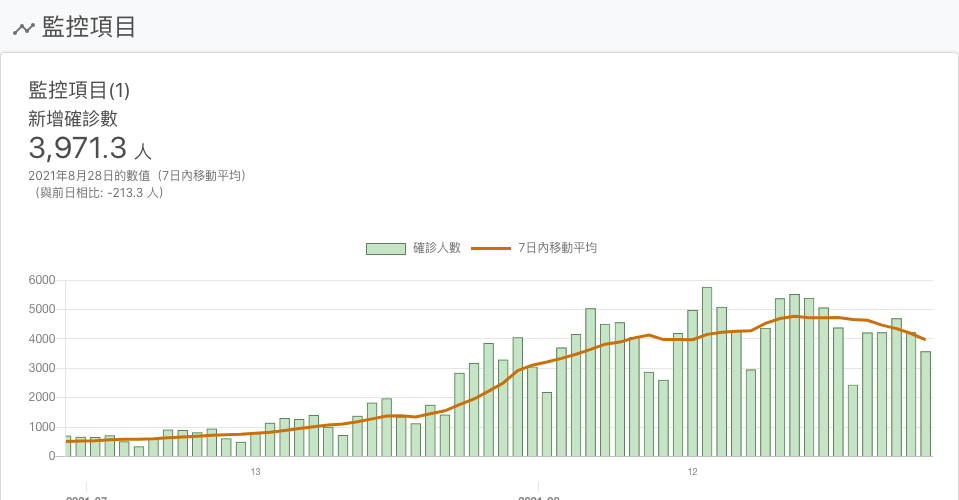 監控項目
監控項目(1)
新增確診數
3,971.3 人
2021年8月28日的數值（7日內移動平均）
（與前日相比: -213.3 人）
確診人數 7日內移動平均
6000
5000
4000
3000
2000
1000
0
13 12